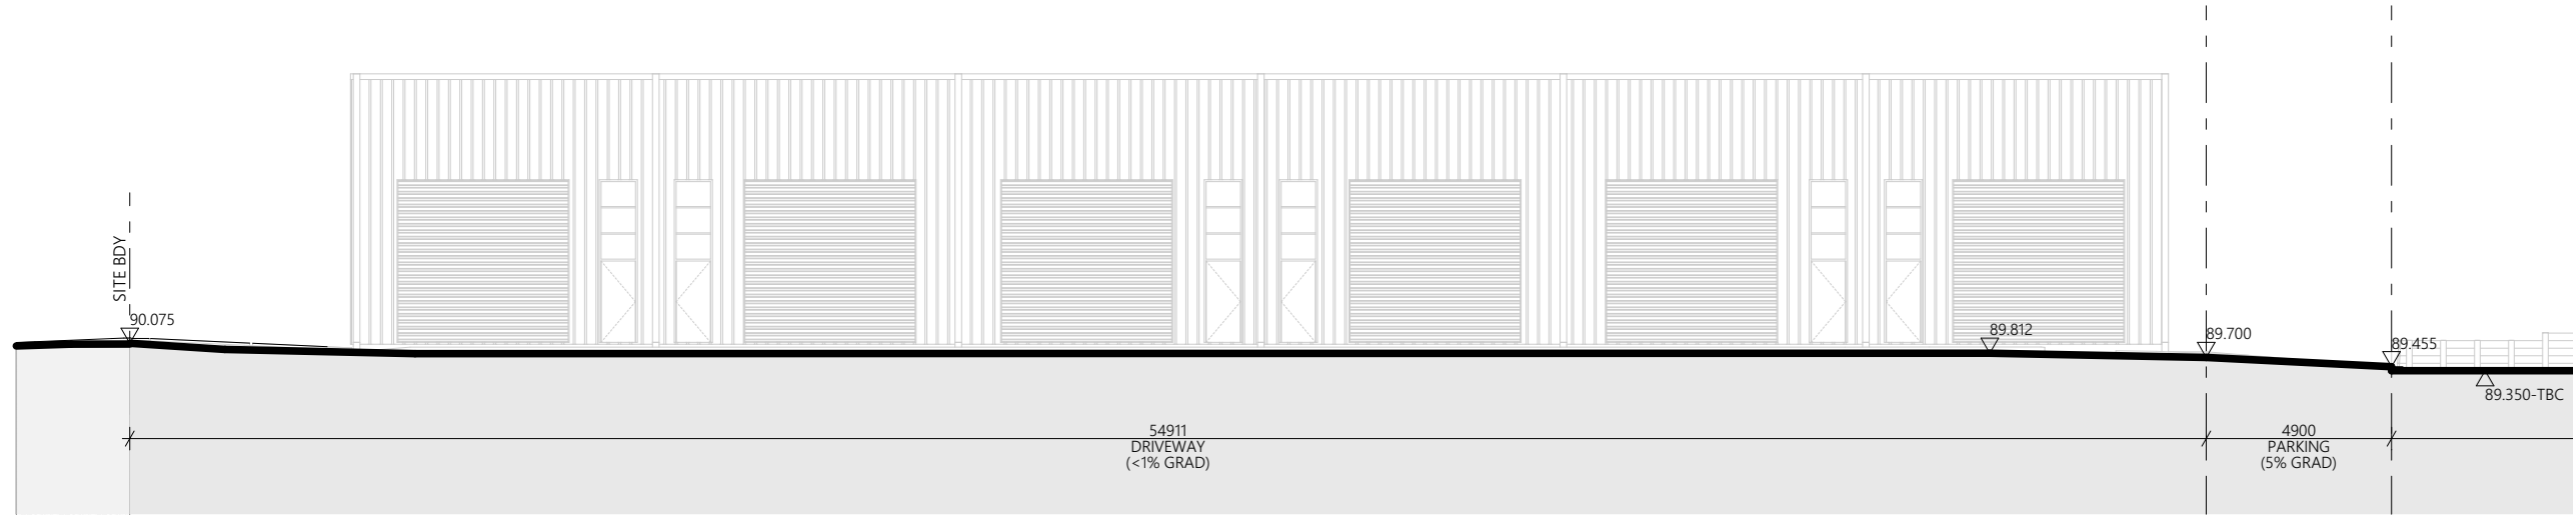 SITE BDY
90.075
89.812
89.700
89.455
89.350-TBC
54911
DRIVEWAY
(<1% GRAD)
4900
PARKING
(5% GRAD)